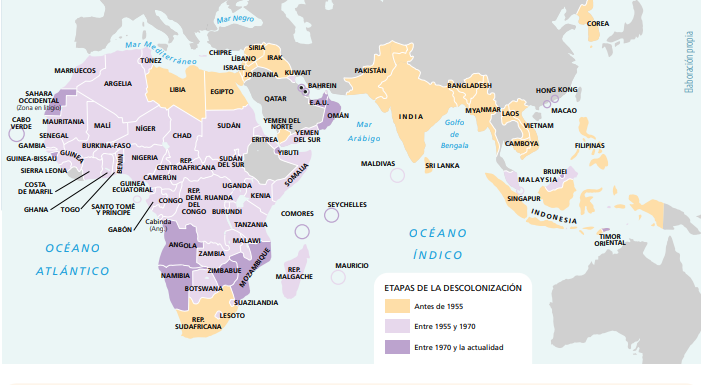 Mar Negro
COREA
Elaboración propia
Mar Mediterráneo
CHIPRE
SIRIA
LÍBANO
IRAK
ISRAEL
TÚNEZ
JORDANIA
KUWAIT
MARRUECOS
PAKISTÁN
ARGELIA
BAHREIN
BANGLADESH
LIBIA
EGIPTO
QATAR
HONG KONG
SAHARA
OCCIDENTAL
(Zona en litigio)
E.A.U.
OMÁN
MACAO
MYANMAR
LAOS
INDIA
CABO
VERDE
MAURITANIA
MALÍ
NÍGER
CHAD
SUDÁN
YEMEN DEL
NORTE
Mar
Arábigo
Golfo
de
Bengala
VIETNAM
SENEGAL
ERITREA
YEMEN
DEL SUR
GAMBIA
BURKINA-FASO
CAMBOYA
FILIPINAS
GUINEA-BISSAU
GUINEA
BENIN
NIGERIA
REP.
CENTROAFRICANA
SUDÁN
DEL SUR
YIBUTI
MALDIVAS
SRI LANKA
SIERRA LEONA
CAMERÚN
SOMALIA
BRUNEI
MALAYSIA
COSTA
DE MARFIL
GUINEA
ECUATORIAL
UGANDA
CONGO
REP.
DEM.
DEL
CONGO
RUANDA
KENIA
SINGAPUR
GHANA
TOGO
SANTO TOMÉ
Y PRÍNCIPE
BURUNDI
SEYCHELLES
COMORES
INDONESIA
GABÓN
Cabinda
(Ang.)
TANZANIA
OCÉANO
ÍNDICO
TIMOR
ORIENTAL
OCÉANO
ATLÁNTICO
ANGOLA
MALAWI
ZAMBIA
MOZAMBIQUE
MAURICIO
NAMIBIA
ZIMBABUE
REP.
MALGACHE
BOTSWANA
SUAZILANDIA
LESOTO
REP.
SUDAFRICANA
ETAPAS DE LA DESCOLONIZACIÓN
Antes de 1955
Entre 1955 y 1970
Entre 1970 y la actualidad